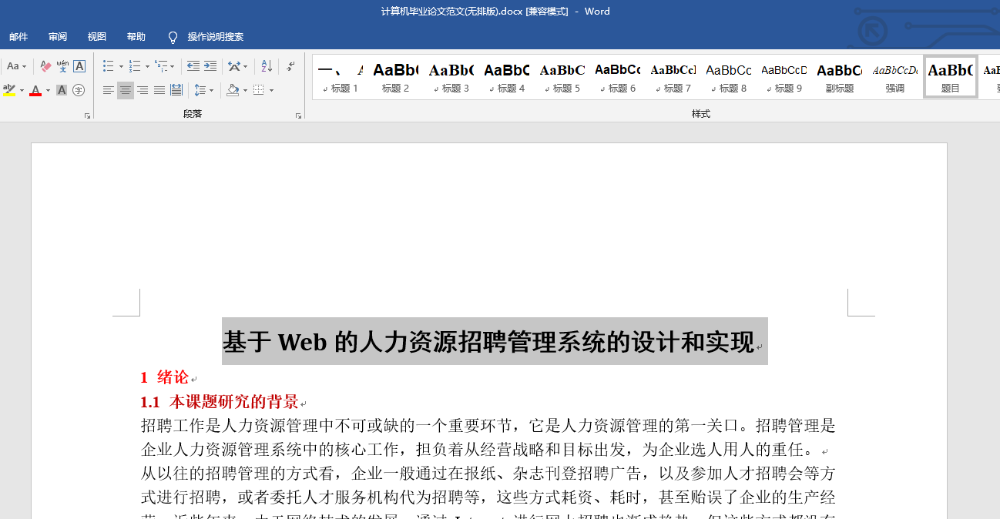 计算机毕业论文范文(无排版).docx [兼容模式] - Word
邮件 审阅 视图 帮助 操作说明搜索
Aa wén 文 A 一、 AaBb( AaBb( AaBbC AaBbC AaBbCc AaBbCcI AaBbCc AaBbCcD AaBbC AaBbCcD AaBbC
标题 1 标题 2 标题 3 标题 4 标题 5 标题 6 标题 7 标题 8 标题 9 副标题 强调 题目
ab A A 字
段落 样式
基于 Web 的人力资源招聘管理系统的设计和实现
1 绪论
1.1 本课题研究的背景
招聘工作是人力资源管理中不可或缺的一个重要环节，它是人力资源管理的第一关口。招聘管理是
企业人力资源管理系统中的核心工作，担负着从经营战略和目标出发，为企业选人用人的重任。
从以往的招聘管理的方式看，企业一般通过在报纸、杂志刊登招聘广告，以及参加人才招聘会等方
式进行招聘，或者委托人才服务机构代为招聘等，这些方式耗资、耗时，甚至贻误了企业的生产经